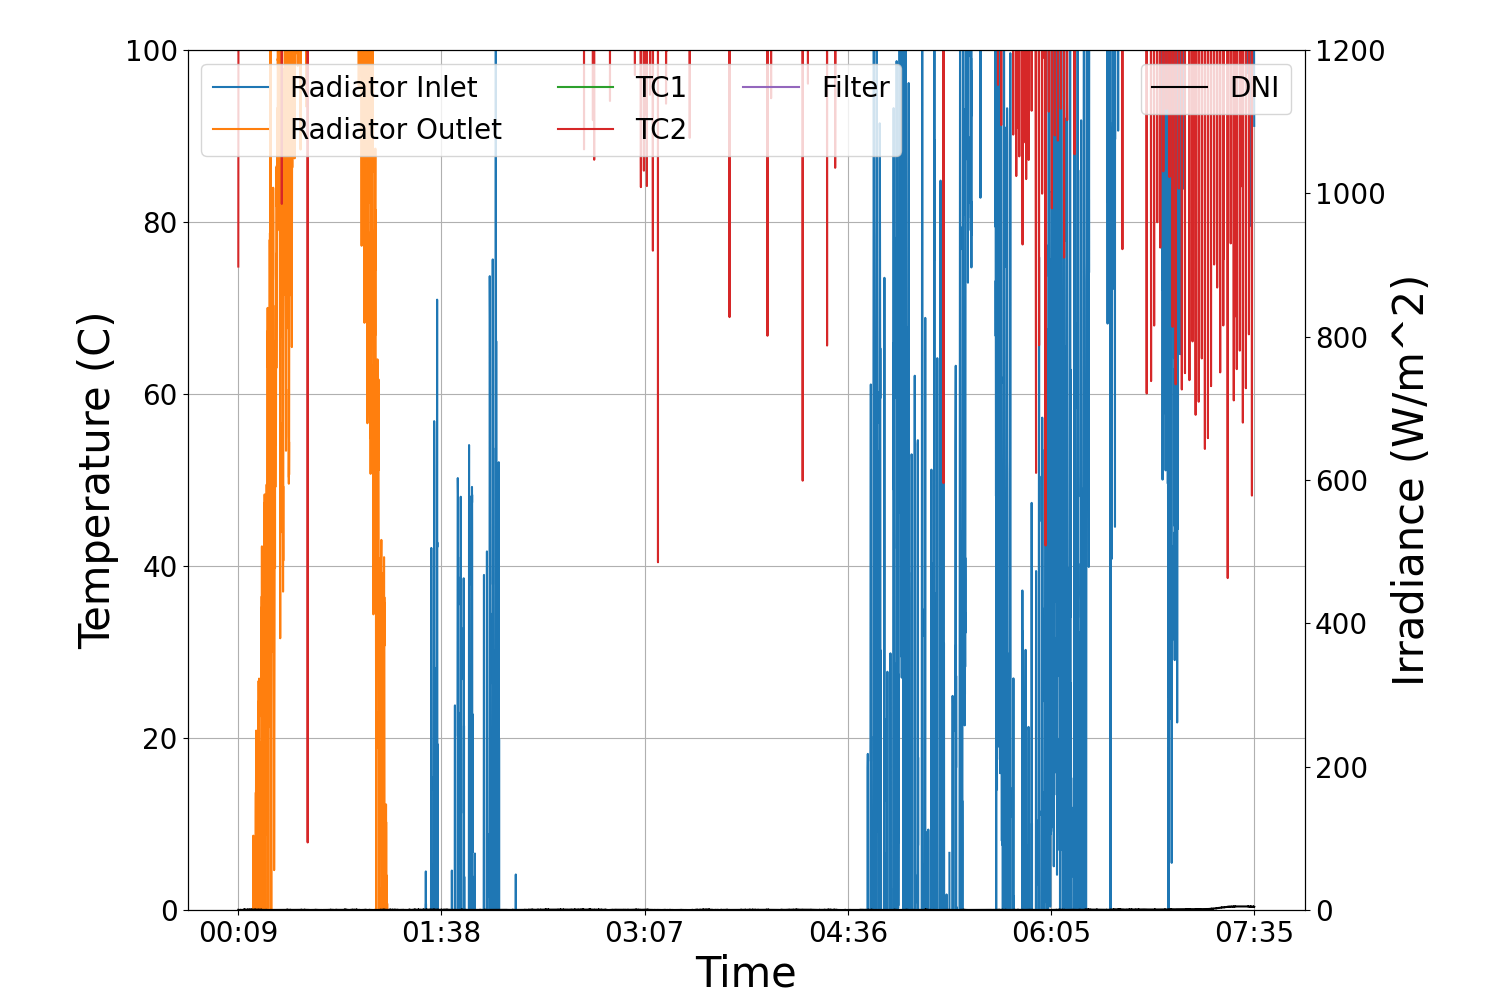 Radiator Inlet
Radiator Outlet
TC1
TC2
Filter
DNI
Temperature (C)
100
80
60
40
20
0
Irradiance (W/m^2)
1200
1000
800
600
400
200
0
00:09 01:38 03:07 04:36 06:05 07:35
Time